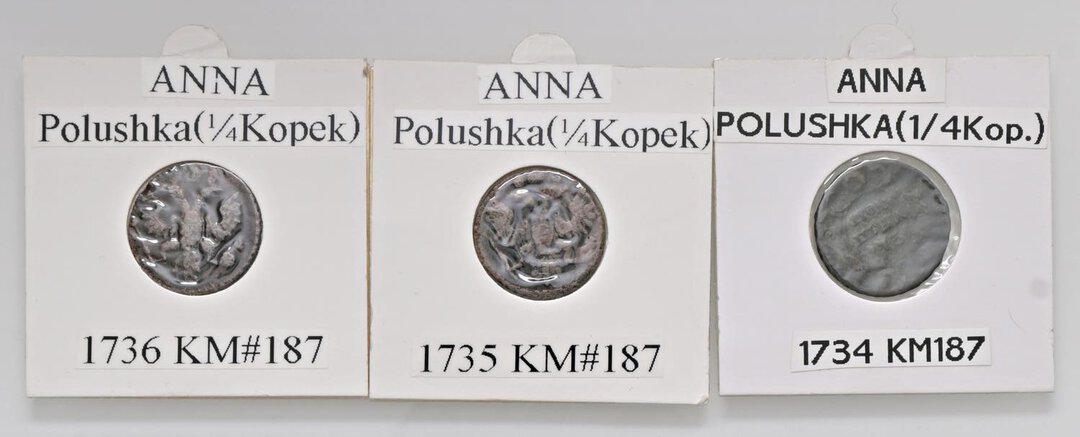 ANNA
Polushka(¼Kopek)
1736 KM#187
ANNA
Polushka(¼Kopek)
1735 KM#187
ANNA
POLUSHKA(1/4Kop.)
1734 KM187